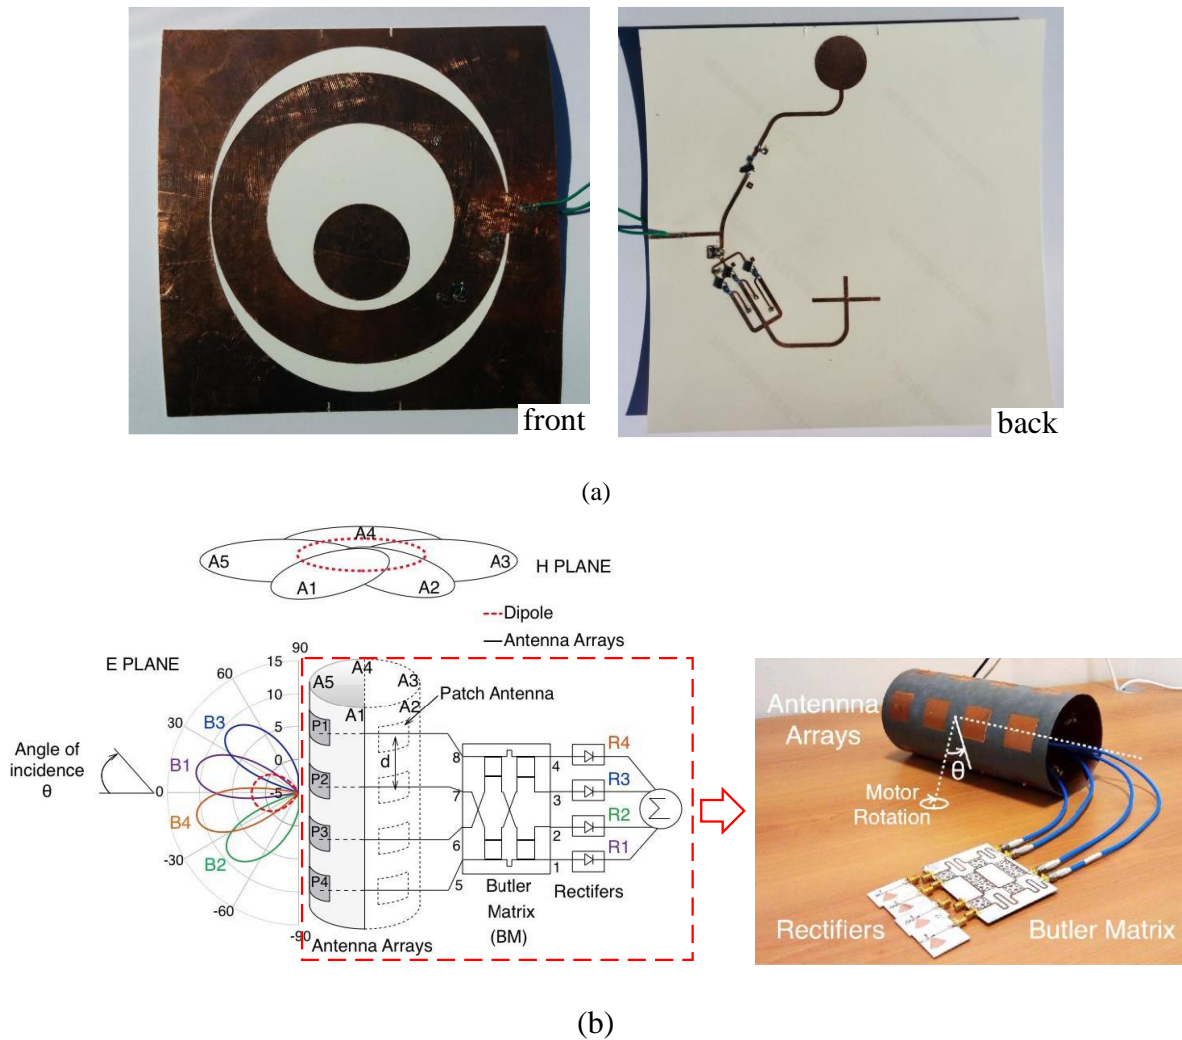 front
back
(a)
A4
A5
A3
A1
A2
H PLANE
Dipole
Antenna Arrays
E PLANE
90
60
30
0
-30
-60
-90
15
10
5
0
-5
B3
B1
B4
B2
Angle of
incidence
θ
A4
A5
A3
A1
A2
Patch Antenna
P1
P2
P3
P4
d
8
7
6
5
4
3
2
1
R4
R3
R2
R1
Σ
Butler
Matrix
(BM)
Rectifers
Antenna Arrays
Antennna
Arrays
θ
Motor
Rotation
Rectifiers
Butler Matrix
(b)